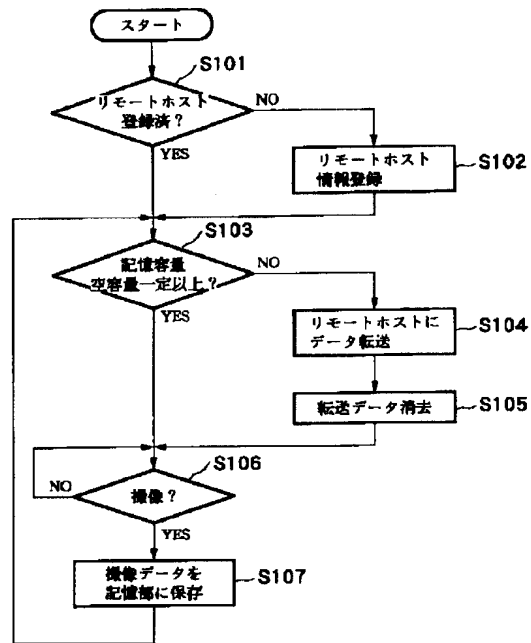 スタート
S101
リモートホスト
登録済？
NO
YES
リモートホスト
情報登録
S102
S103
記憶容量
空容量一定以上？
NO
YES
リモートホストに
データ転送
S104
転送データ消去
S105
S106
撮像？
NO
YES
撮像データを
記憶部に保存
S107